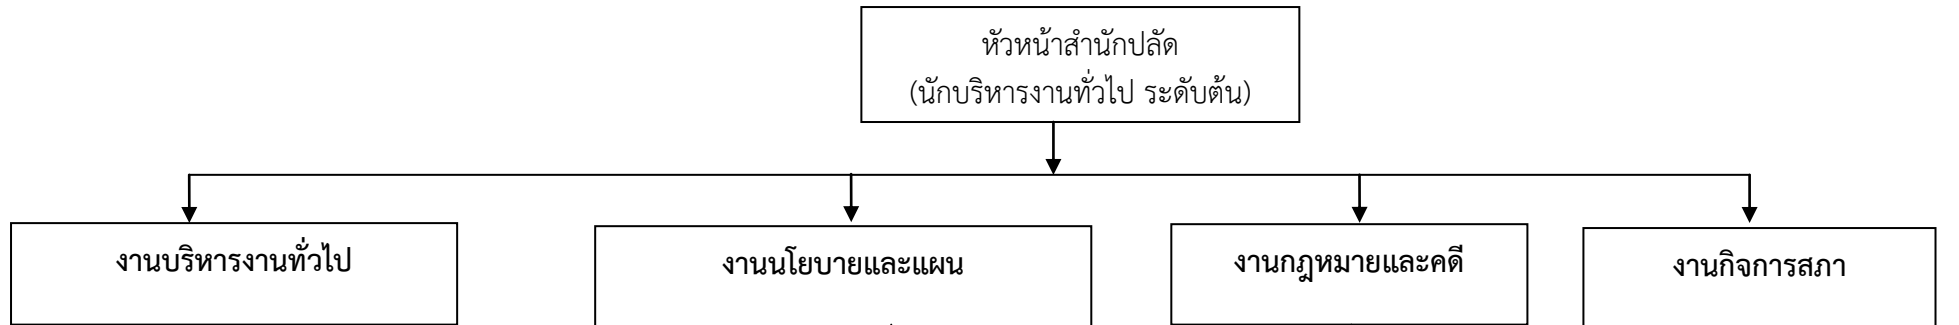 หัวหน้าสำนักปลัด
(นักบริหารงานทั่วไป ระดับต้น)
งานบริหารงานทั่วไป
งานนโยบายและแผน
งานกฎหมายและคดี
งานกิจการสภา